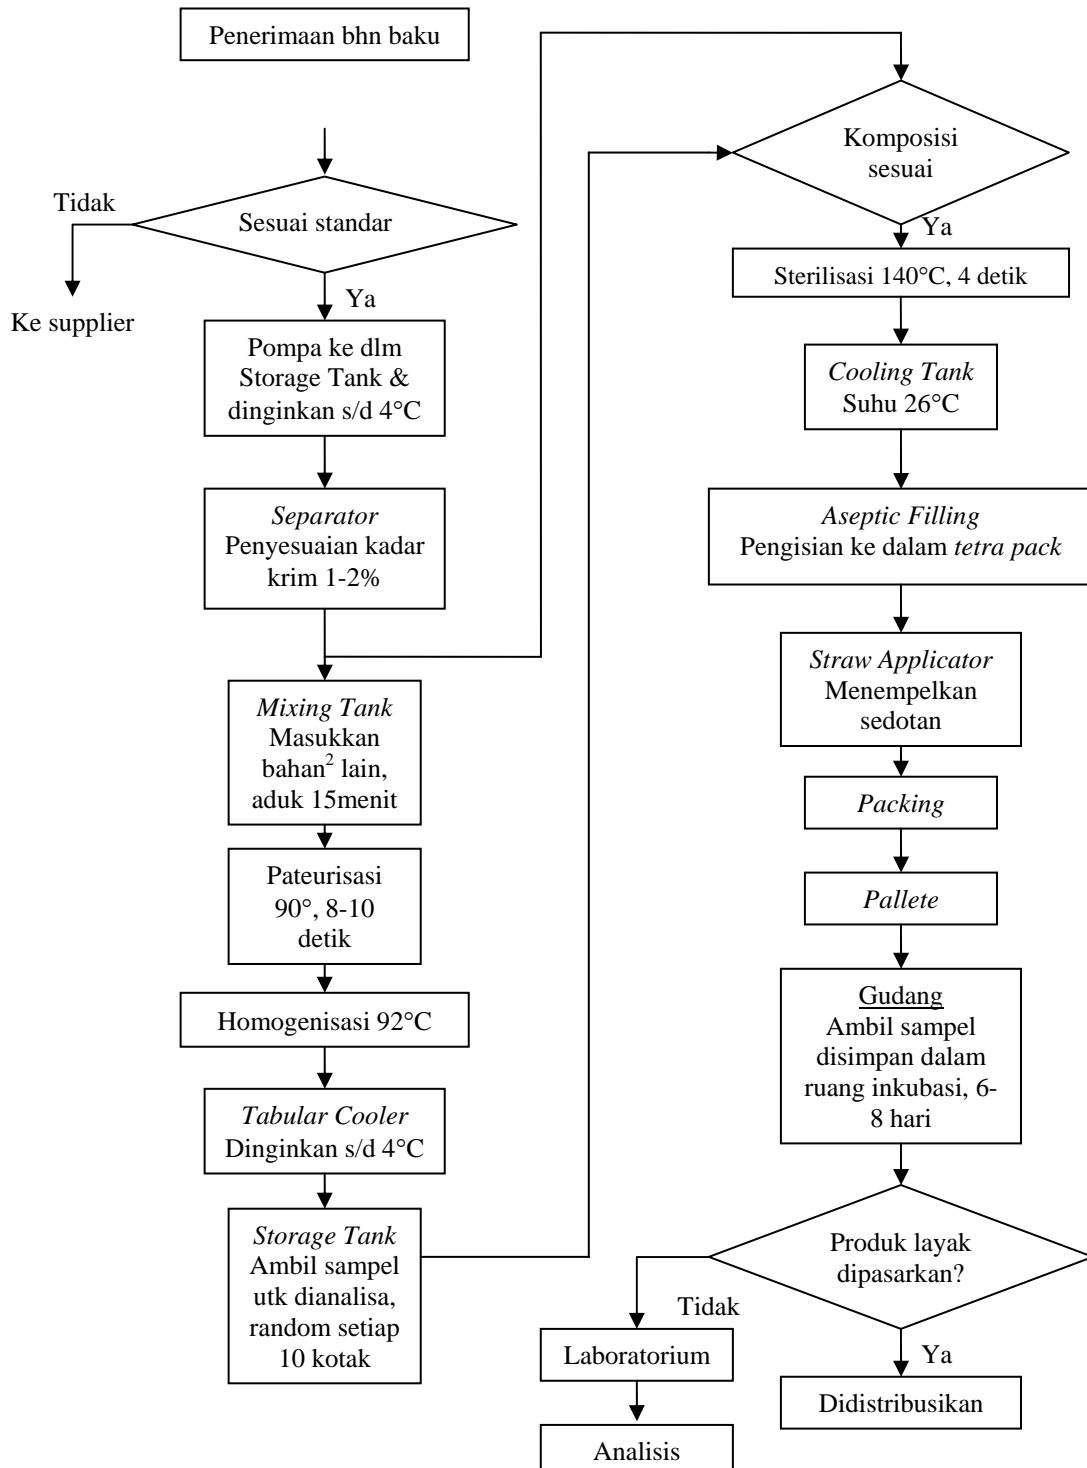 Penerimaan bhn baku
Tidak
Sesuai standar
Ya
Ke supplier
Pompa ke dlm
Storage Tank &
dinginkan s/d 4°C
Separator
Penyesuaian kadar
krim 1-2%
Mixing Tank
Masukkan
bahan² lain,
aduk 15menit
Pateurisasi
90°, 8-10
detik
Homogenisasi 92°C
Tabular Cooler
Dinginkan s/d 4°C
Storage Tank
Ambil sampel
utk dianalisa,
random setiap
10 kotak
Komposisi
sesuai
Ya
Sterilisasi 140°C, 4 detik
Cooling Tank
Suhu 26°C
Aseptic Filling
Pengisian ke dalam tetra pack
Straw Applicator
Menempelkan
sedotan
Packing
Pallete
Gudang
Ambil sampel
disimpan dalam
ruang inkubasi, 6-
8 hari
Produk layak
dipasarkan?
Tidak
Laboratorium
Analisis
Ya
Didistribusikan